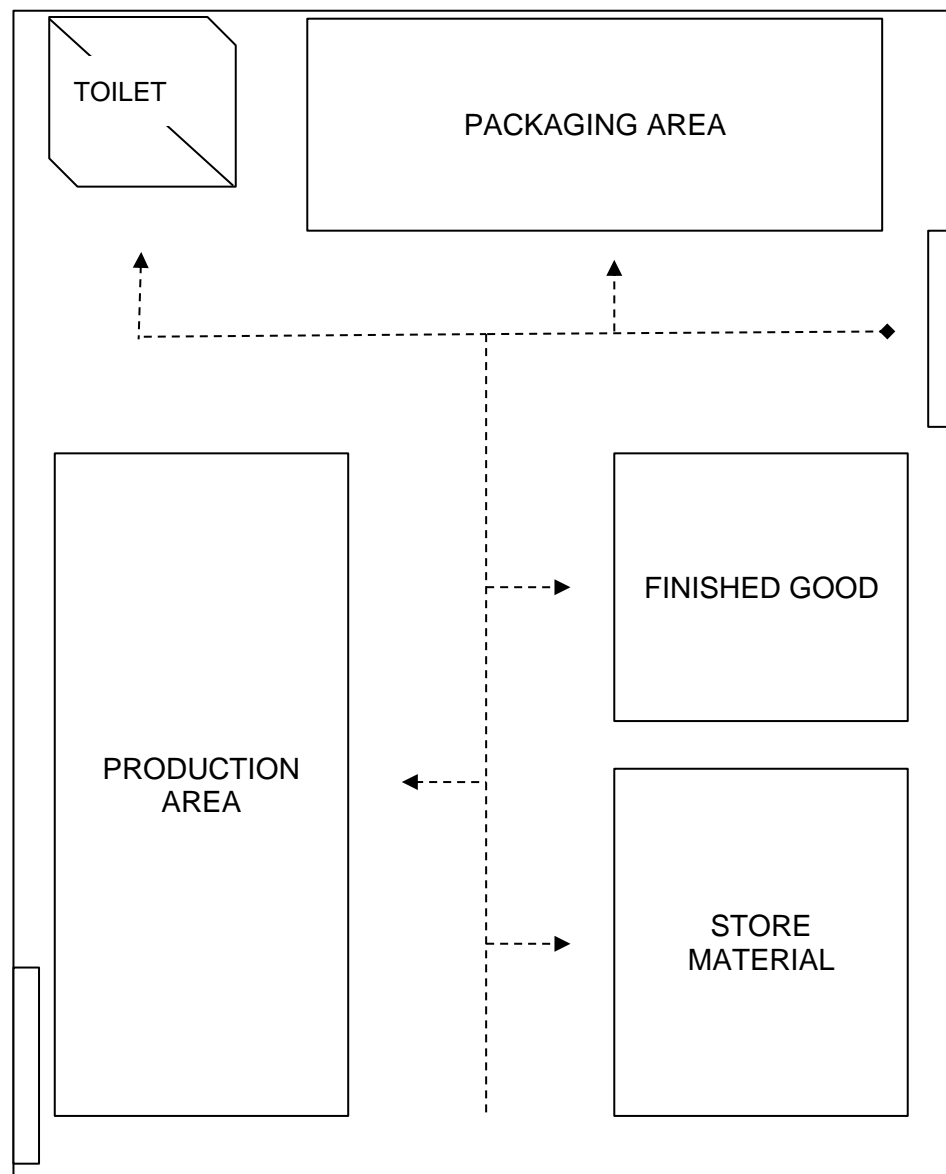 TOILET
PACKAGING AREA
FINISHED GOOD
PRODUCTION
AREA
STORE
MATERIAL